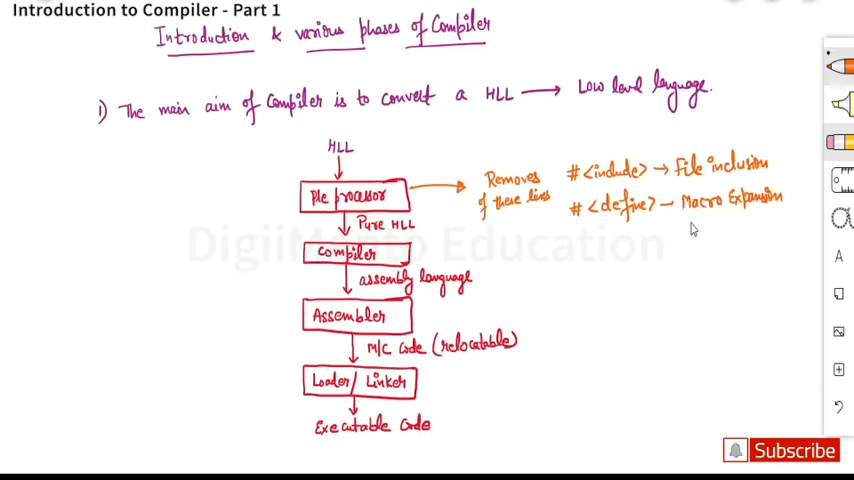 Introduction to Compiler - Part 1
Introduction & various phases of Compiler
1) The main aim of Compiler is to convert a HLL → Low level language.
HLL
Pre processor
Removes of these lines
#<include> → File inclusion
#<define> – Macro Expansion
Pure HLL
Compiler
assembly language
Assembler
M/C Code (relocatable)
Loader/ Linker
Executable Code
DigiiMento Education
A
Subscribe